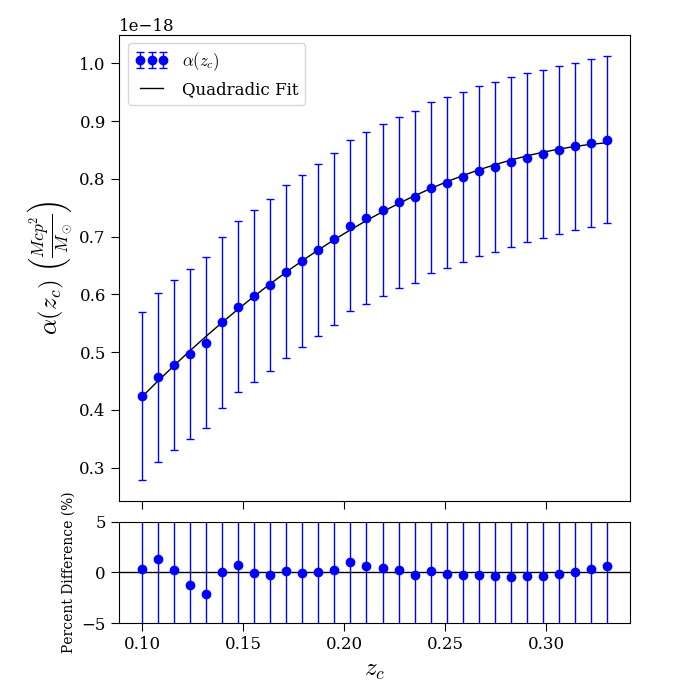 1e−18
α(z_c)
Quadradic Fit
1.0
0.9
0.8
0.7
0.6
0.5
0.4
0.3
α(z_c) (Mcp²/M_⊙)
5
0
−5
Percent Difference (%)
0.10 0.15 0.20 0.25 0.30
z_c